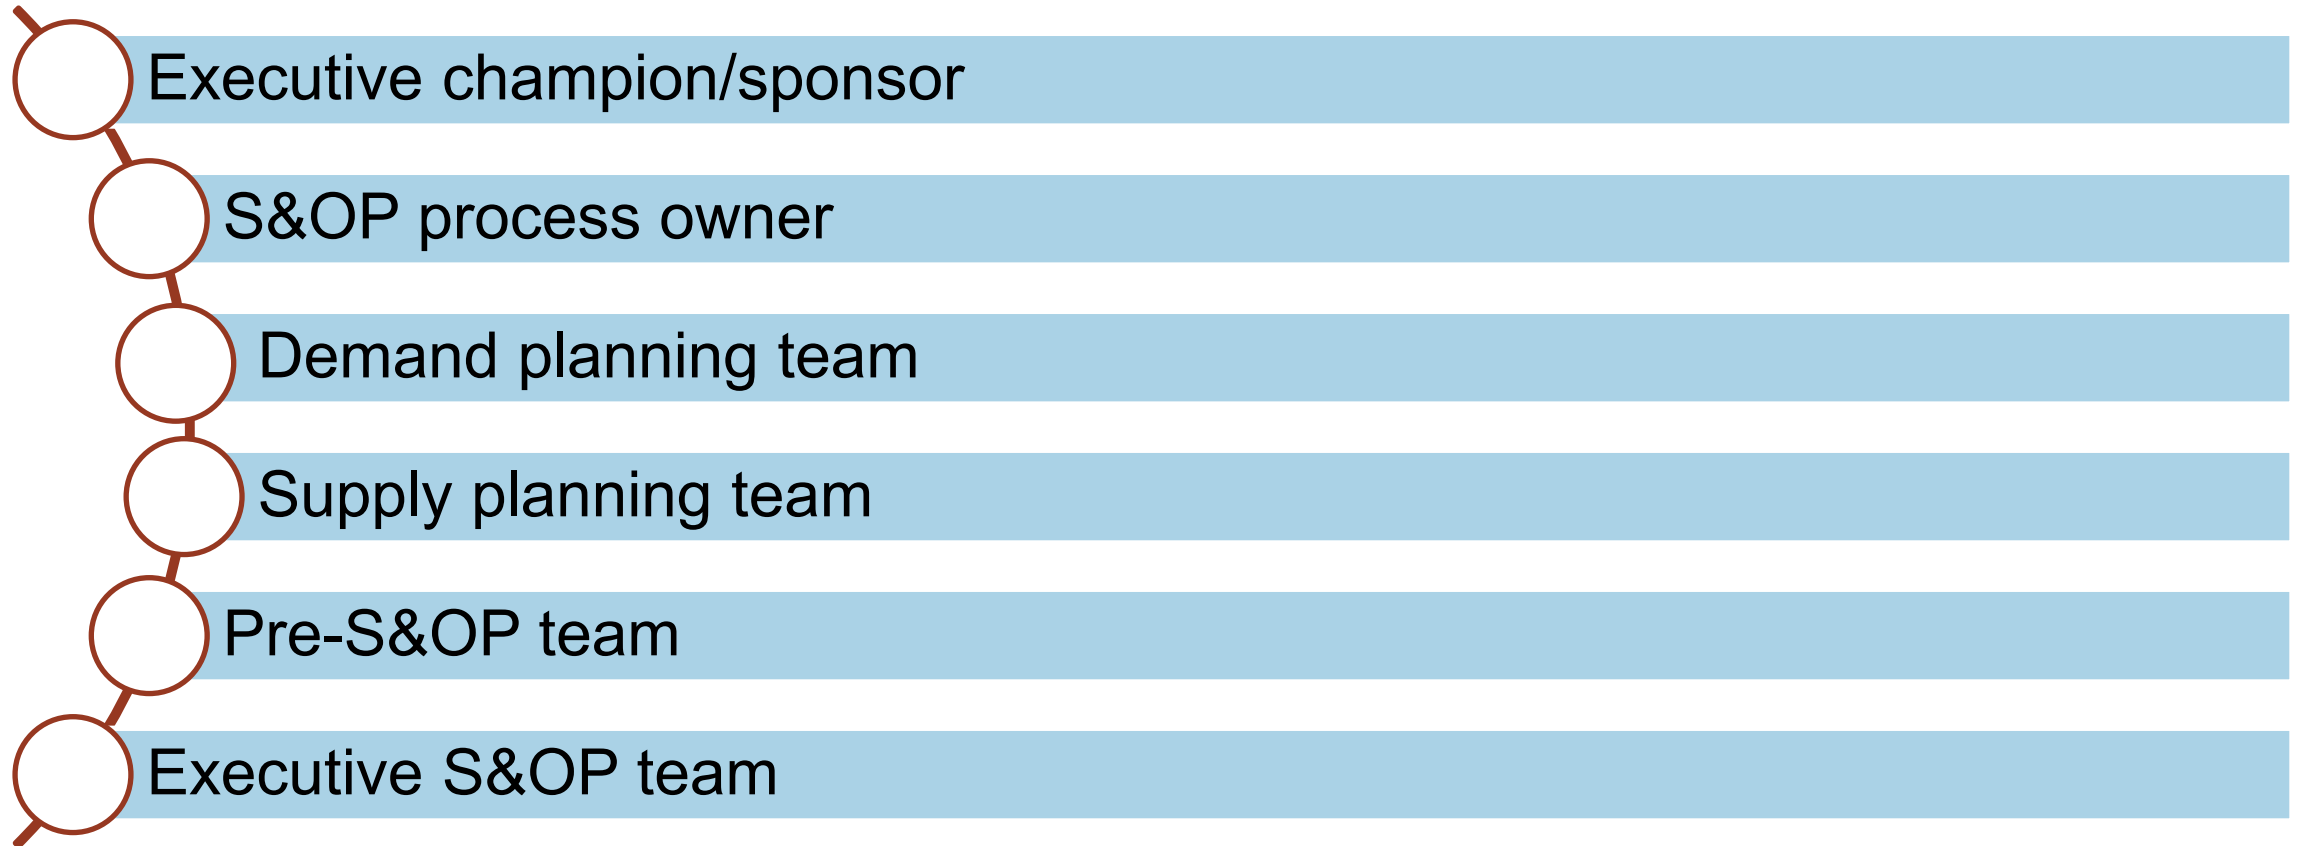 Executive champion/sponsor
S&OP process owner
Demand planning team
Supply planning team
Pre-S&OP team
Executive S&OP team